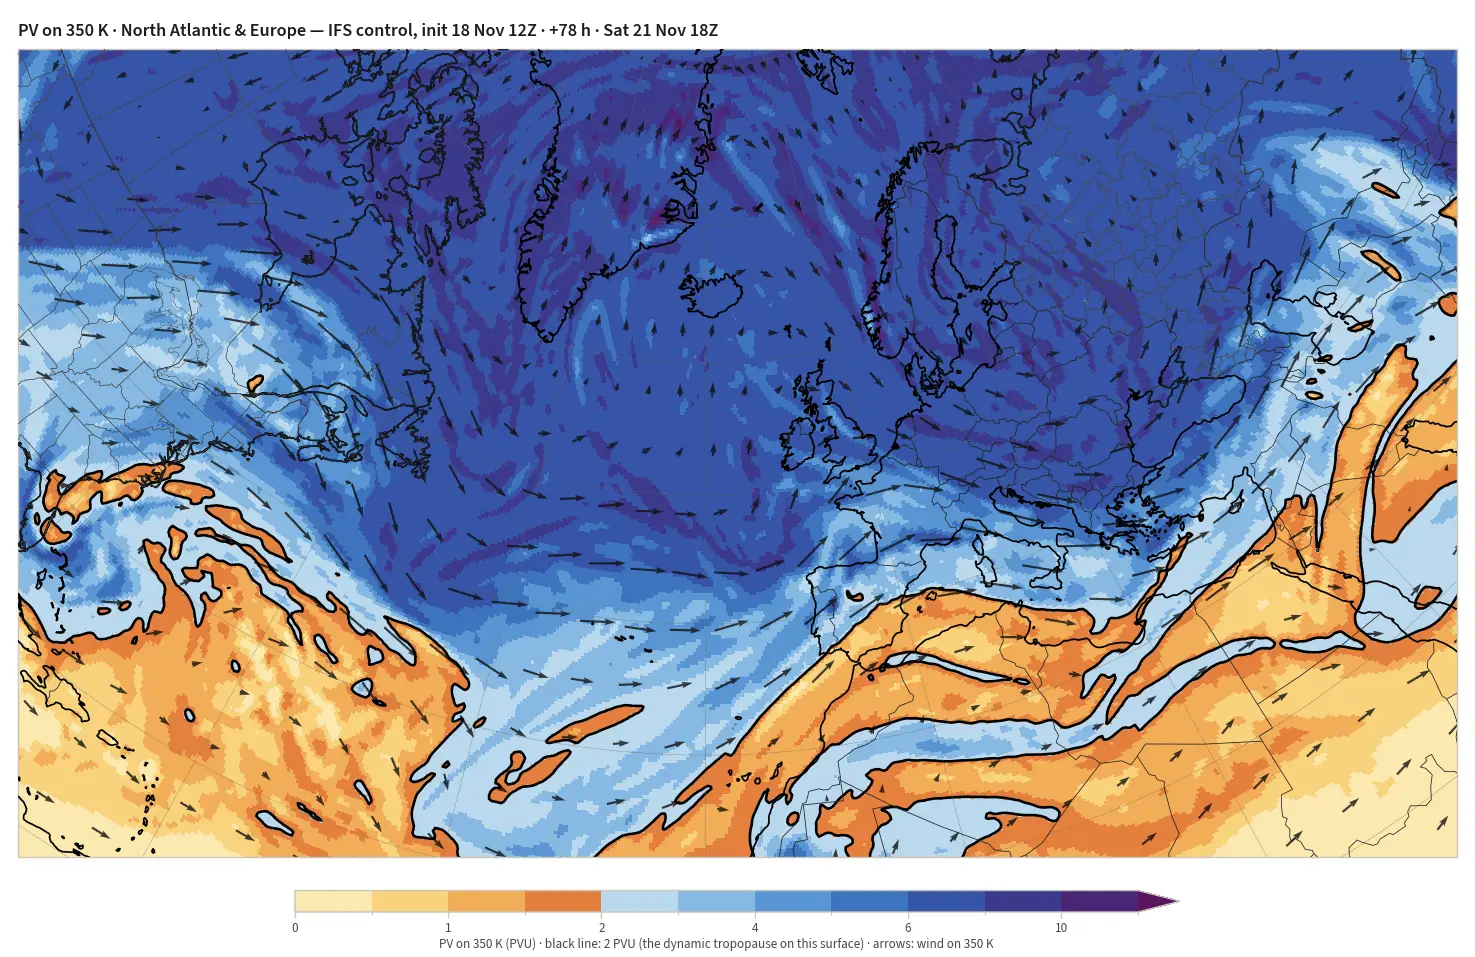 PV on 350 K · North Atlantic & Europe — IFS control, init 18 Nov 12Z · +78 h · Sat 21 Nov 18Z
0 1 2 4 6 10
PV on 350 K (PVU) · black line: 2 PVU (the dynamic tropopause on this surface) · arrows: wind on 350 K